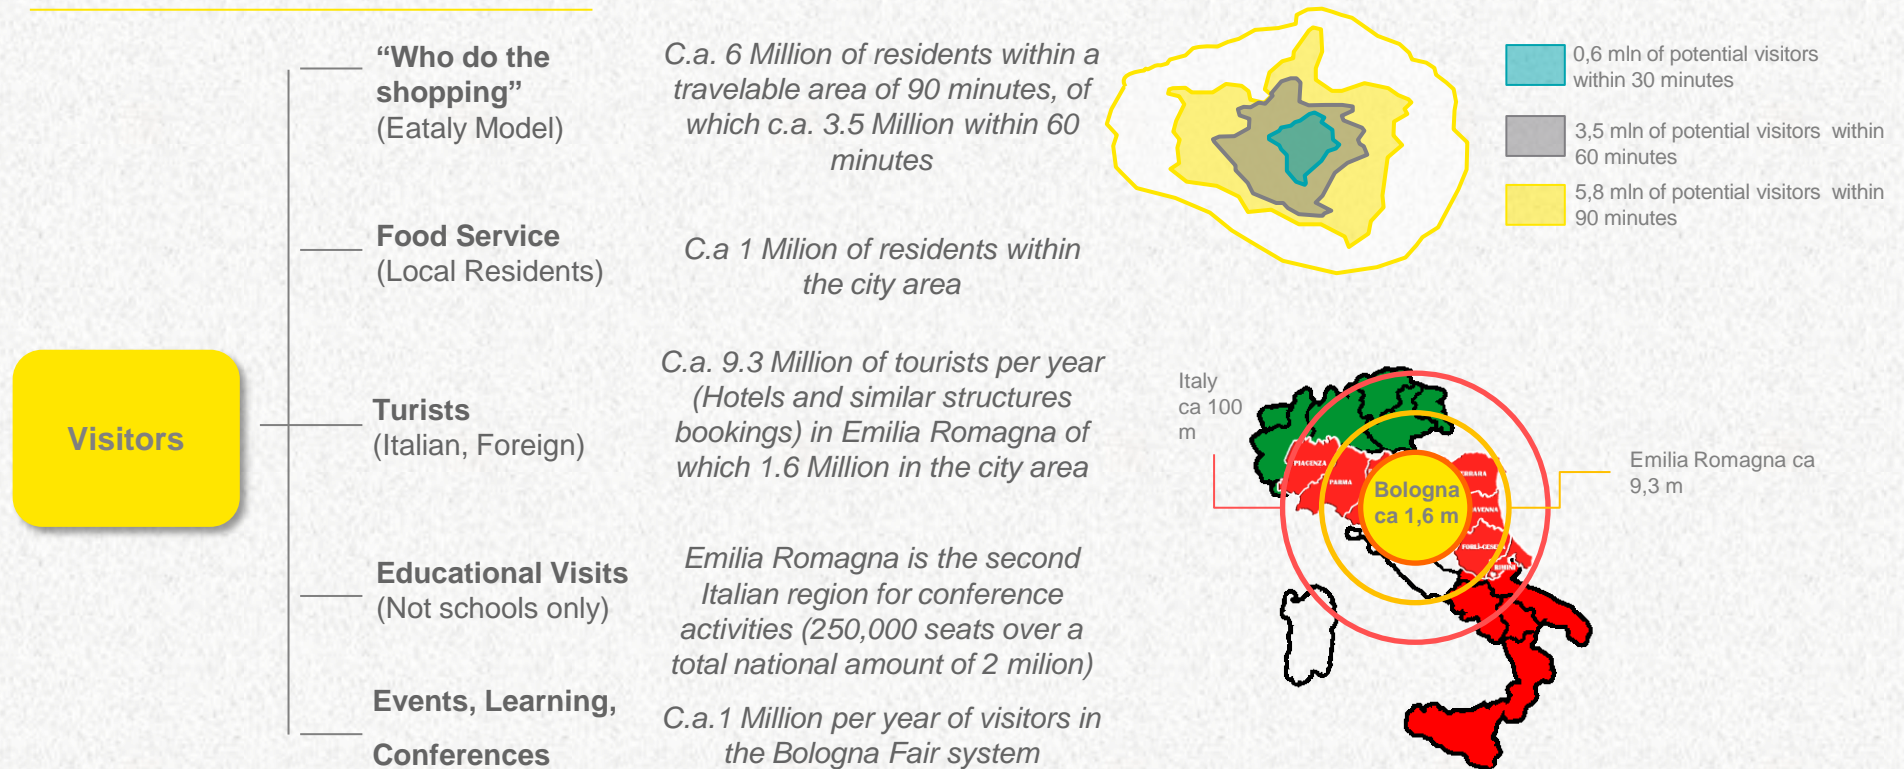 Visitors
“Who do the
shopping”
(Eataly Model)
C.a. 6 Million of residents within a
travelable area of 90 minutes, of
which c.a. 3.5 Million within 60
minutes
Food Service
(Local Residents)
C.a 1 Milion of residents within
the city area
Turists
(Italian, Foreign)
C.a. 9.3 Million of tourists per year
(Hotels and similar structures
bookings) in Emilia Romagna of
which 1.6 Million in the city area
Educational Visits
(Not schools only)
Emilia Romagna is the second
Italian region for conference
activities (250,000 seats over a
total national amount of 2 milion)
Events, Learning,
Conferences
C.a.1 Million per year of visitors in
the Bologna Fair system
0,6 mln of potential visitors
within 30 minutes
3,5 mln of potential visitors within
60 minutes
5,8 mln of potential visitors within
90 minutes
Italy
ca 100
m
PIACENZA
PARMA
Bologna
ca 1,6 m
FORLÌ-CESENA
RIMINI
Emilia Romagna ca
9,3 m